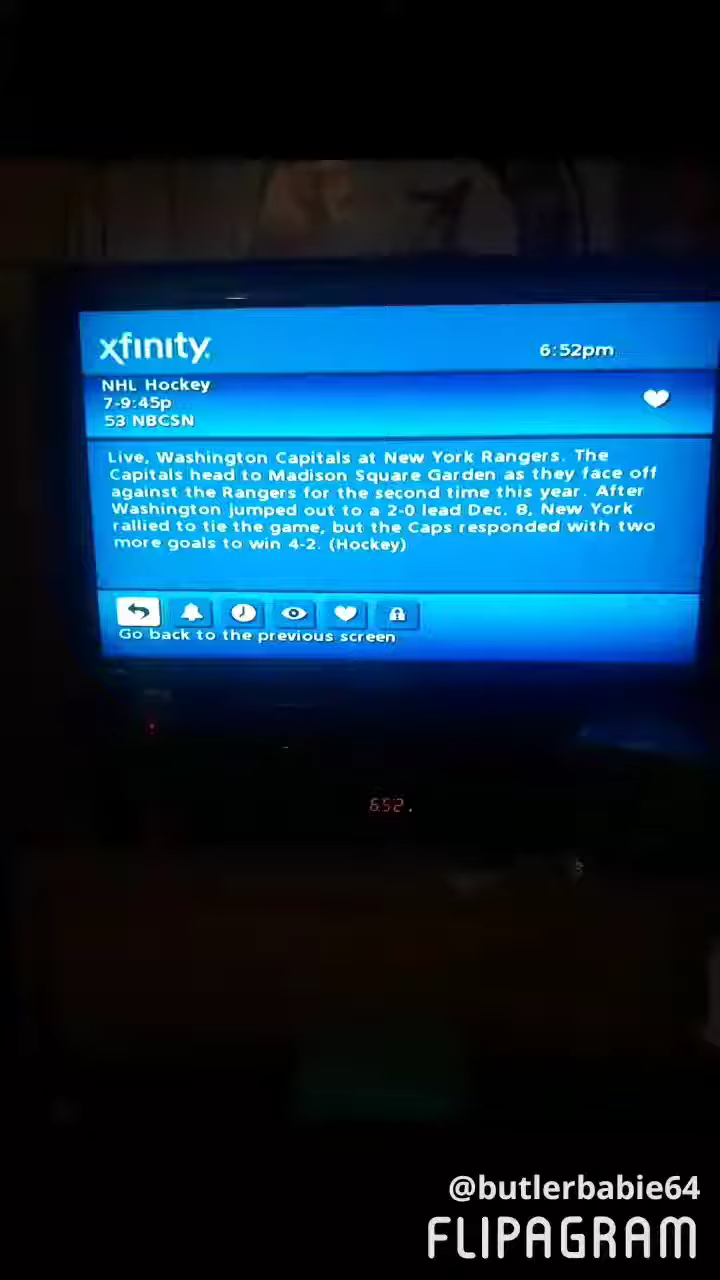 xfinity.
6:52pm
NHL Hockey
7-9:45p
53 NBCSN
Live, Washington Capitals at New York Rangers. The
Capitals head to Madison Square Garden as they face off
against the Rangers for the second time this year. After
Washington jumped out to a 2-0 lead Dec. 8, New York
rallied to tie the game, but the Caps responded with two
more goals to win 4-2. (Hockey)
Go back to the previous screen
6:52
@butlerbabie64
FLIPAGRAM